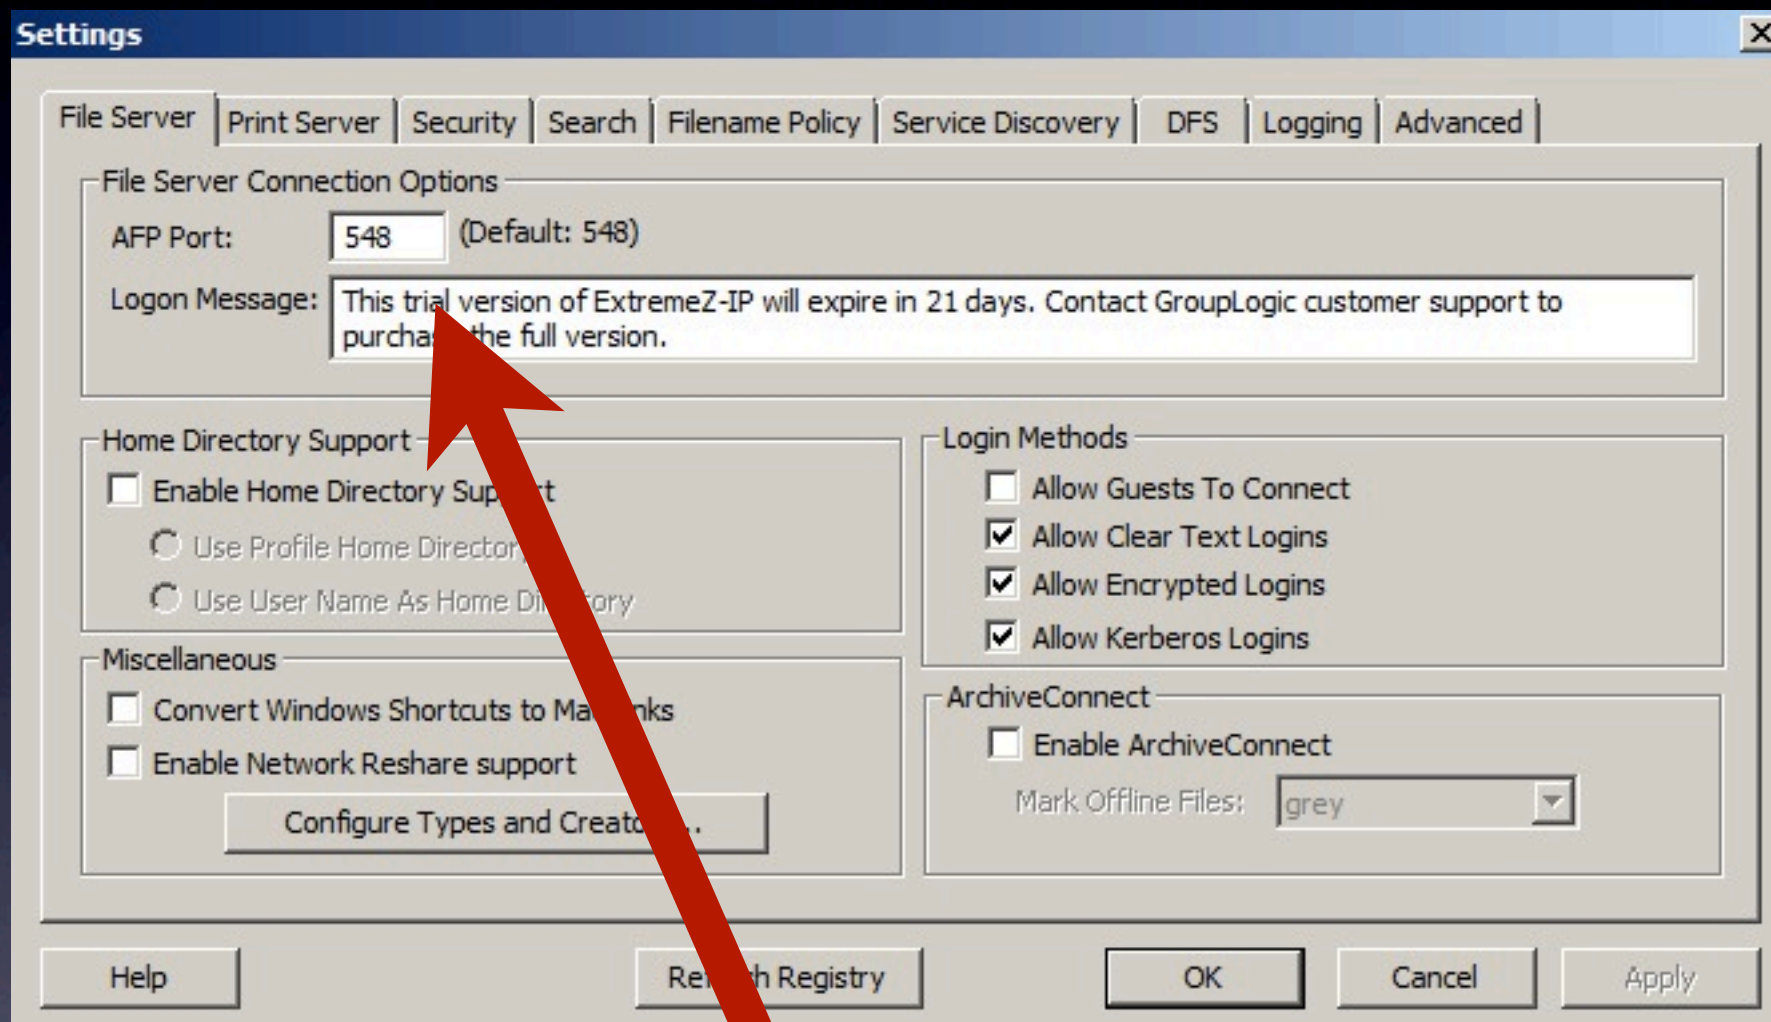 Settings
File Server Print Server Security Search Filename Policy Service Discovery DFS Logging Advanced
File Server Connection Options
AFP Port: 548 (Default: 548)
Logon Message: This trial version of ExtremeZ-IP will expire in 21 days. Contact GroupLogic customer support to
the full version.
Home Directory Support
Enable Home Directory
Use Profile Home Directory
Use User Name As Home
Miscellaneous
Convert Windows Shortcuts to
Enable Network Reshare support
Configure Types and
Login Methods
Allow Guests To Connect
Allow Clear Text Logins
Allow Encrypted Logins
Allow Kerberos Logins
ArchiveConnect
Enable ArchiveConnect
Mark Offline Files: grey
Help Registry OK Cancel Apply